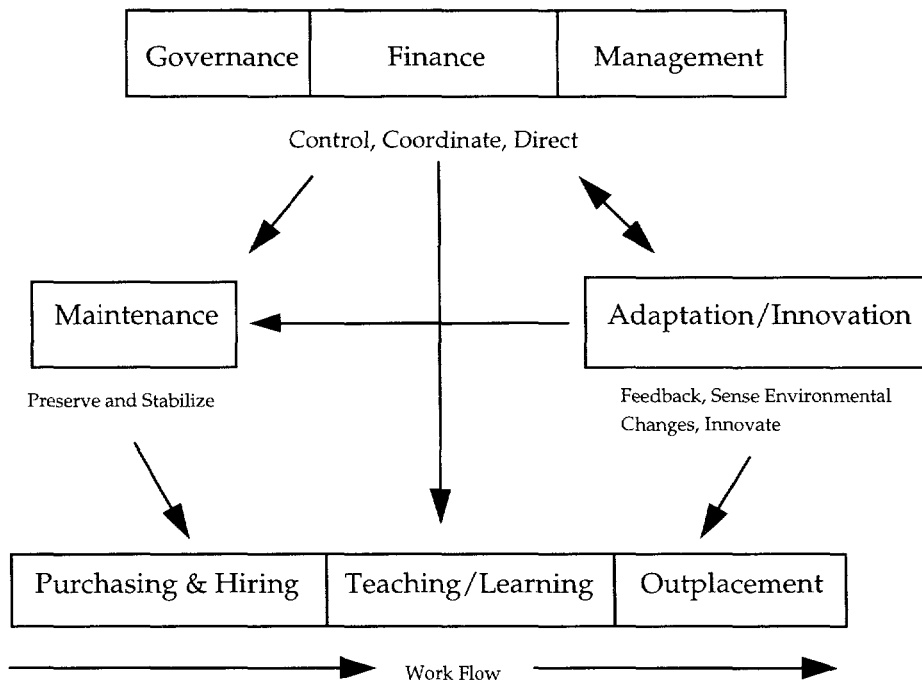 Governance Finance Management
Control, Coordinate, Direct
Maintenance Adaptation/Innovation
Preserve and Stabilize
Feedback, Sense Environmental
Changes, Innovate
Purchasing & Hiring Teaching/Learning Outplacement
Work Flow